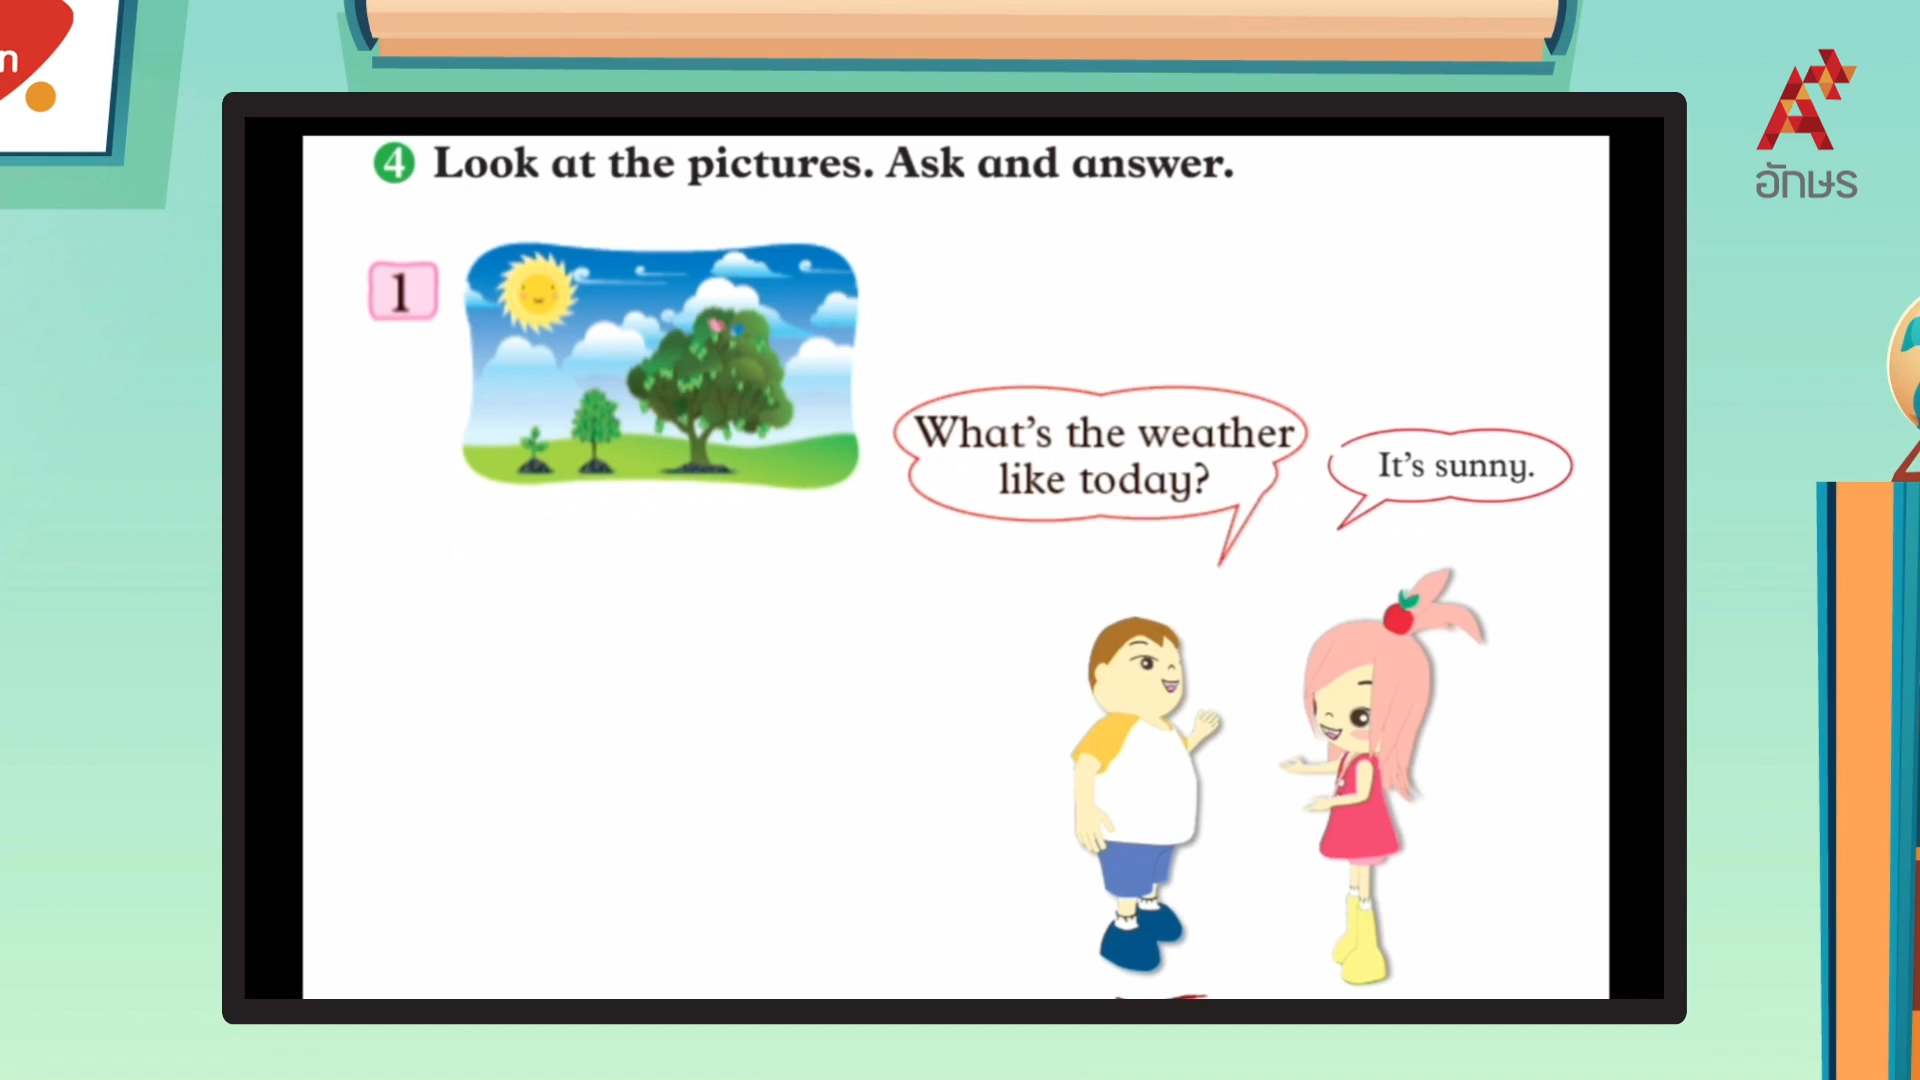 อักษร
4 Look at the pictures. Ask and answer.
1
What's the weather
like today?
It's sunny.